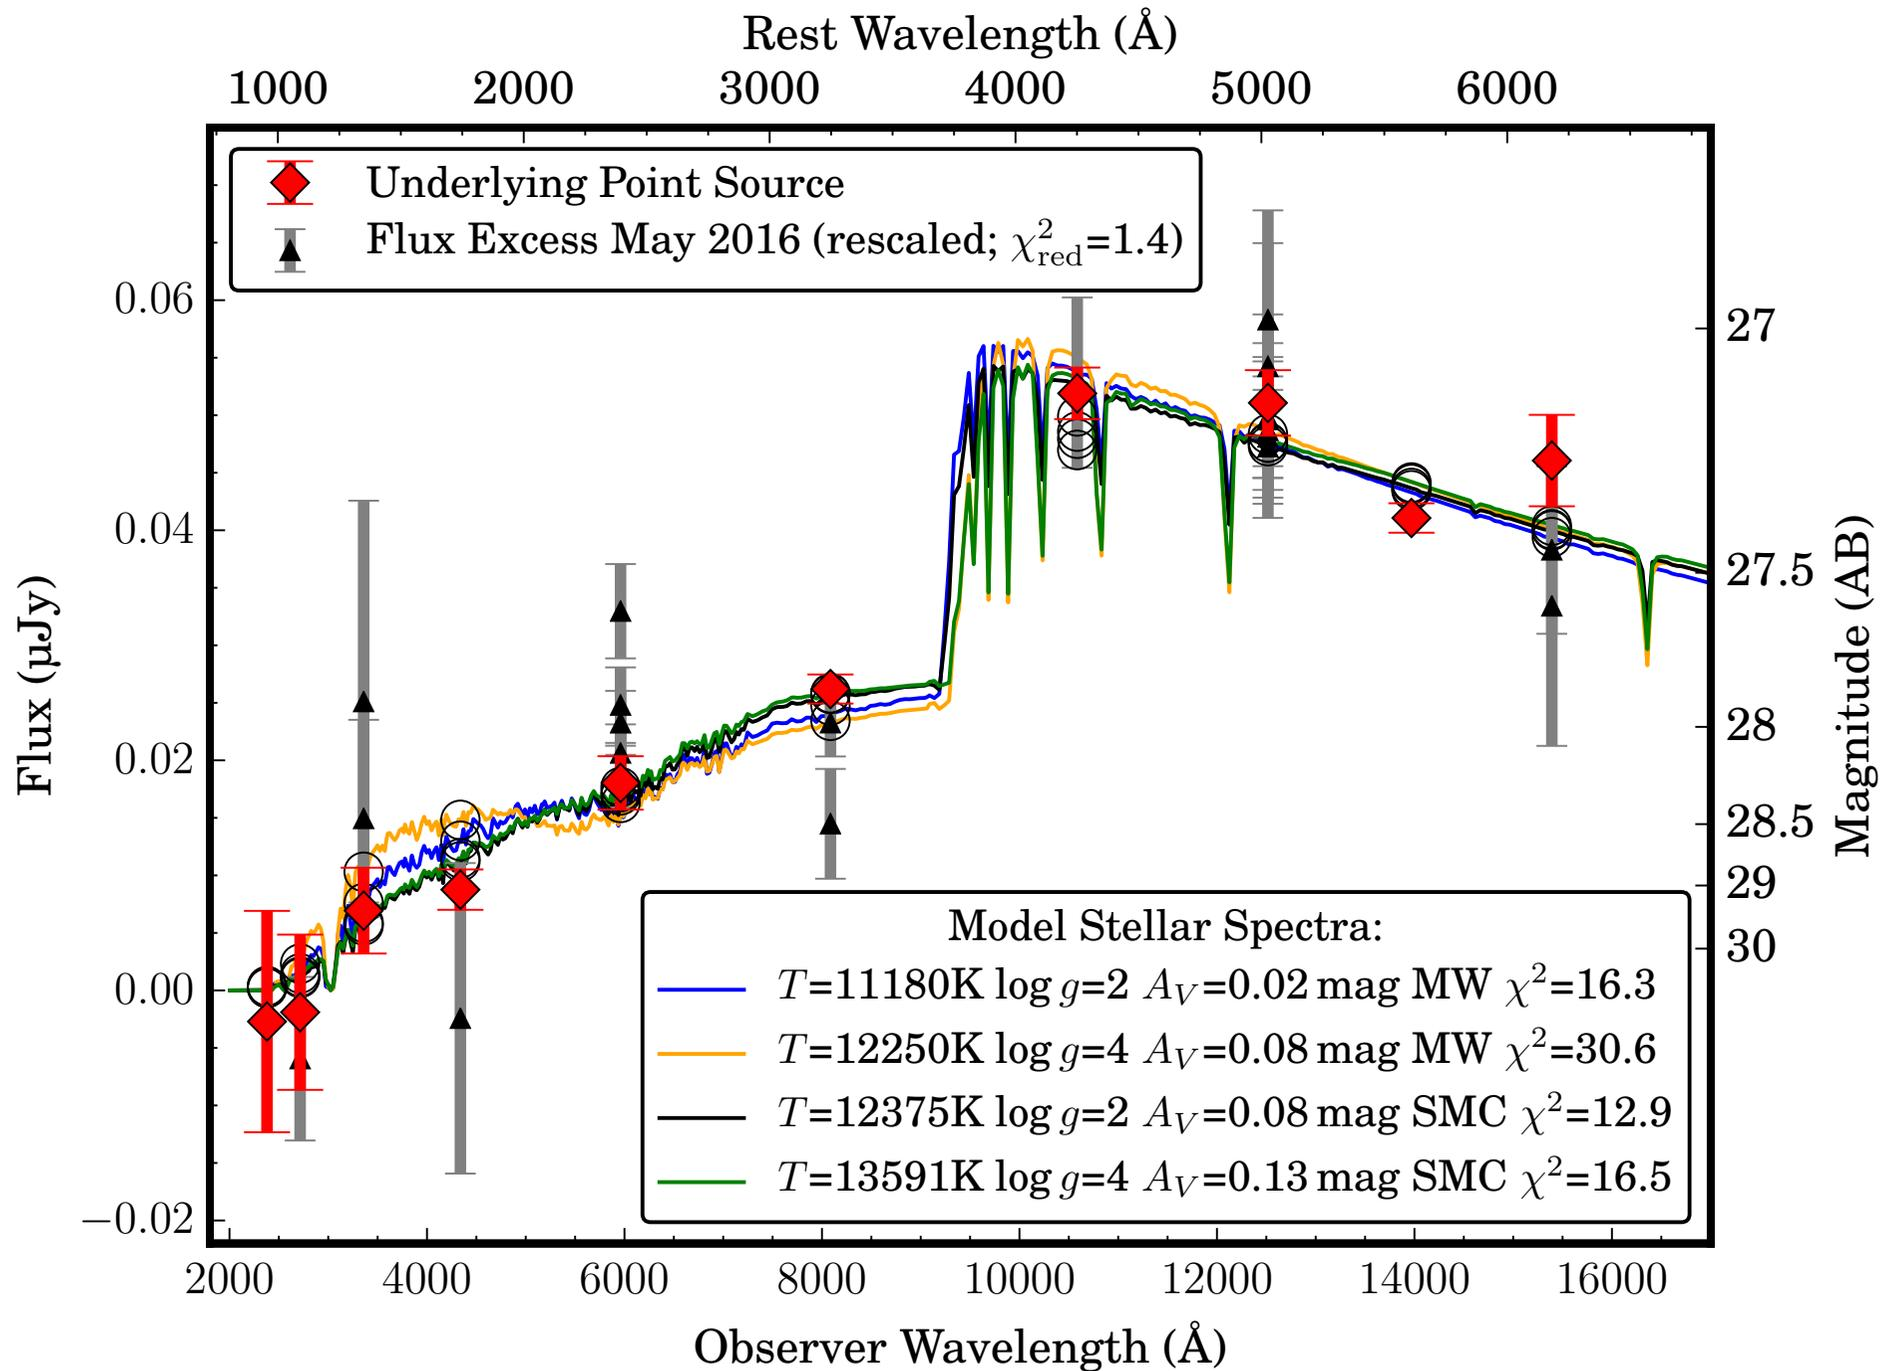 Rest Wavelength (Å)
1000 2000 3000 4000 5000 6000
Underlying Point Source
Flux Excess May 2016 (rescaled; χ²red=1.4)
Flux (µJy)
0.06
0.04
0.02
0.00
−0.02
27
27.5
28
28.5
29
30
Magnitude (AB)
Model Stellar Spectra:
T=11180K log g=2 AV=0.02 mag MW χ²=16.3
T=12250K log g=4 AV=0.08 mag MW χ²=30.6
T=12375K log g=2 AV=0.08 mag SMC χ²=12.9
T=13591K log g=4 AV=0.13 mag SMC χ²=16.5
2000 4000 6000 8000 10000 12000 14000 16000
Observer Wavelength (Å)